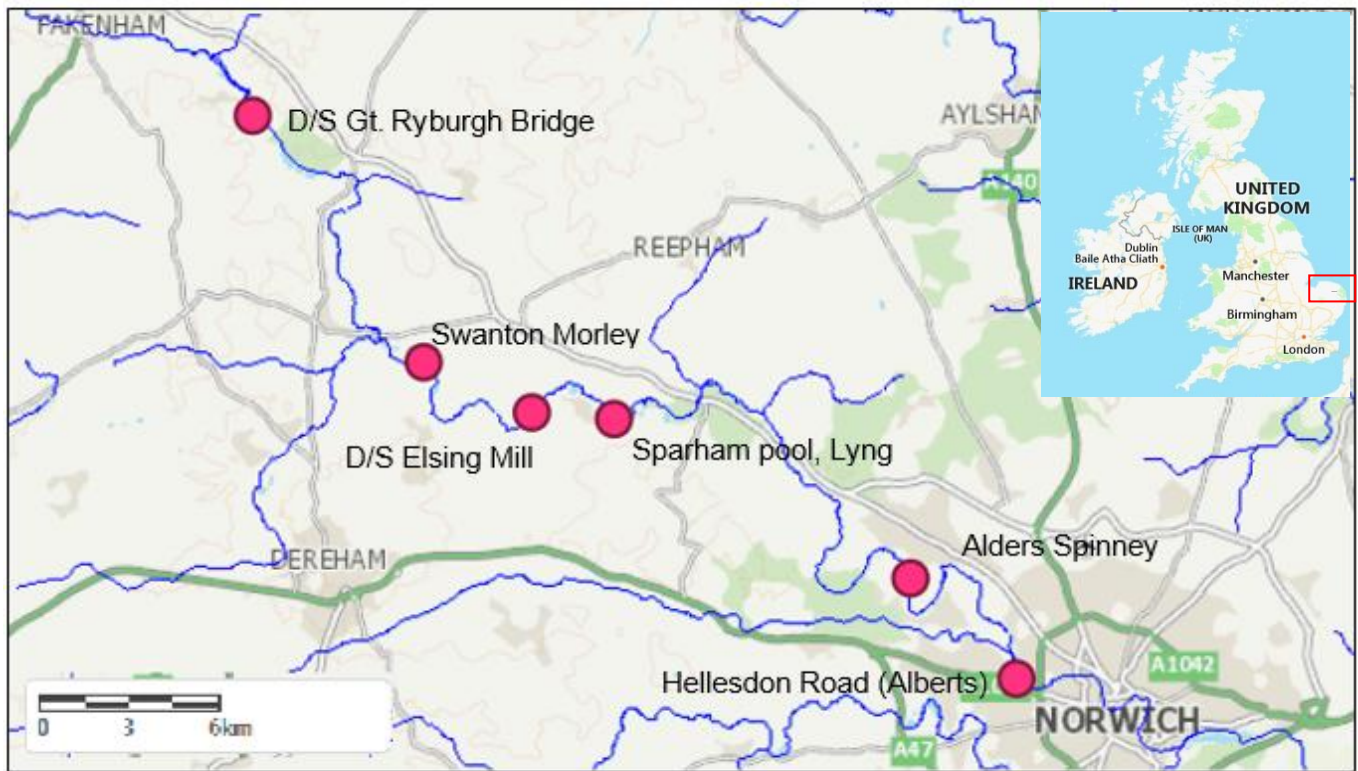 FAKENHAM
D/S Gt. Ryburgh Bridge
AYLSHAM
A140
REEPHAM
Swanton Morley
D/S Elsing Mill
Sparham pool, Lyng
Alders Spinney
DEREHAM
Hellesdon Road (Alberts)
A1042
NORWICH
A47
0 3 6km
UNITED
KINGDOM
ISLE OF MAN
(UK)
Dublin
Baile Atha Cliath
IRELAND
Manchester
Birmingham
London